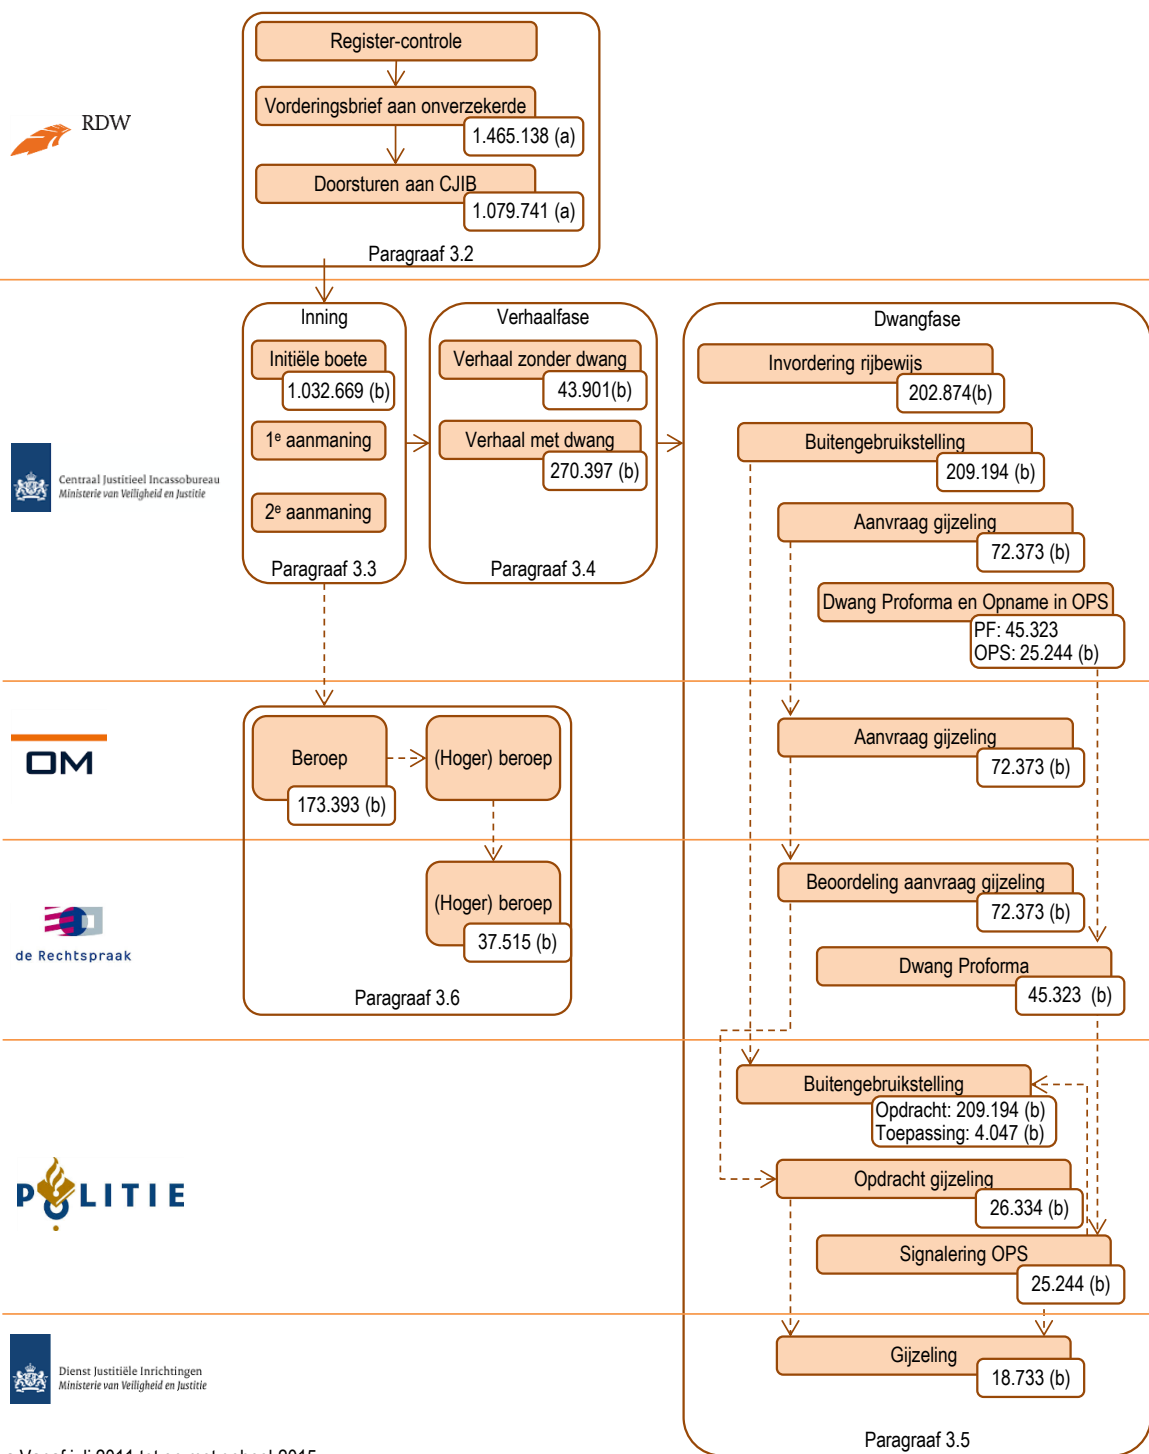 Register-controle
RDW
Vorderingsbrief aan onverzekerde
1.465.138 (a)
Doorsturen aan CJIB
1.079.741 (a)
Paragraaf 3.2
Inning
Initiële boete
1.032.669 (b)
1e aanmaning
2e aanmaning
Paragraaf 3.3
Verhaalfase
Verhaal zonder dwang
43.901(b)
Verhaal met dwang
270.397 (b)
Paragraaf 3.4
Dwangfase
Invordering rijbewijs
202.874(b)
Buitengebruikstelling
209.194 (b)
Aanvraag gijzeling
72.373 (b)
Dwang Proforma en Opname in OPS
PF: 45.323
OPS: 25.244 (b)
Centraal Justitieel Incassobureau
Ministerie van Veiligheid en Justitie
OM
Beroep
173.393 (b)
(Hoger) beroep
Aanvraag gijzeling
72.373 (b)
de Rechtspraak
(Hoger) beroep
37.515 (b)
Paragraaf 3.6
Beoordeling aanvraag gijzeling
72.373 (b)
Dwang Proforma
45.323 (b)
POLITIE
Buitengebruikstelling
Opdracht: 209.194 (b)
Toepassing: 4.047 (b)
Opdracht gijzeling
26.334 (b)
Signalering OPS
25.244 (b)
Dienst Justitiële Inrichtingen
Ministerie van Veiligheid en Justitie
Gijzeling
18.733 (b)
Paragraaf 3.5